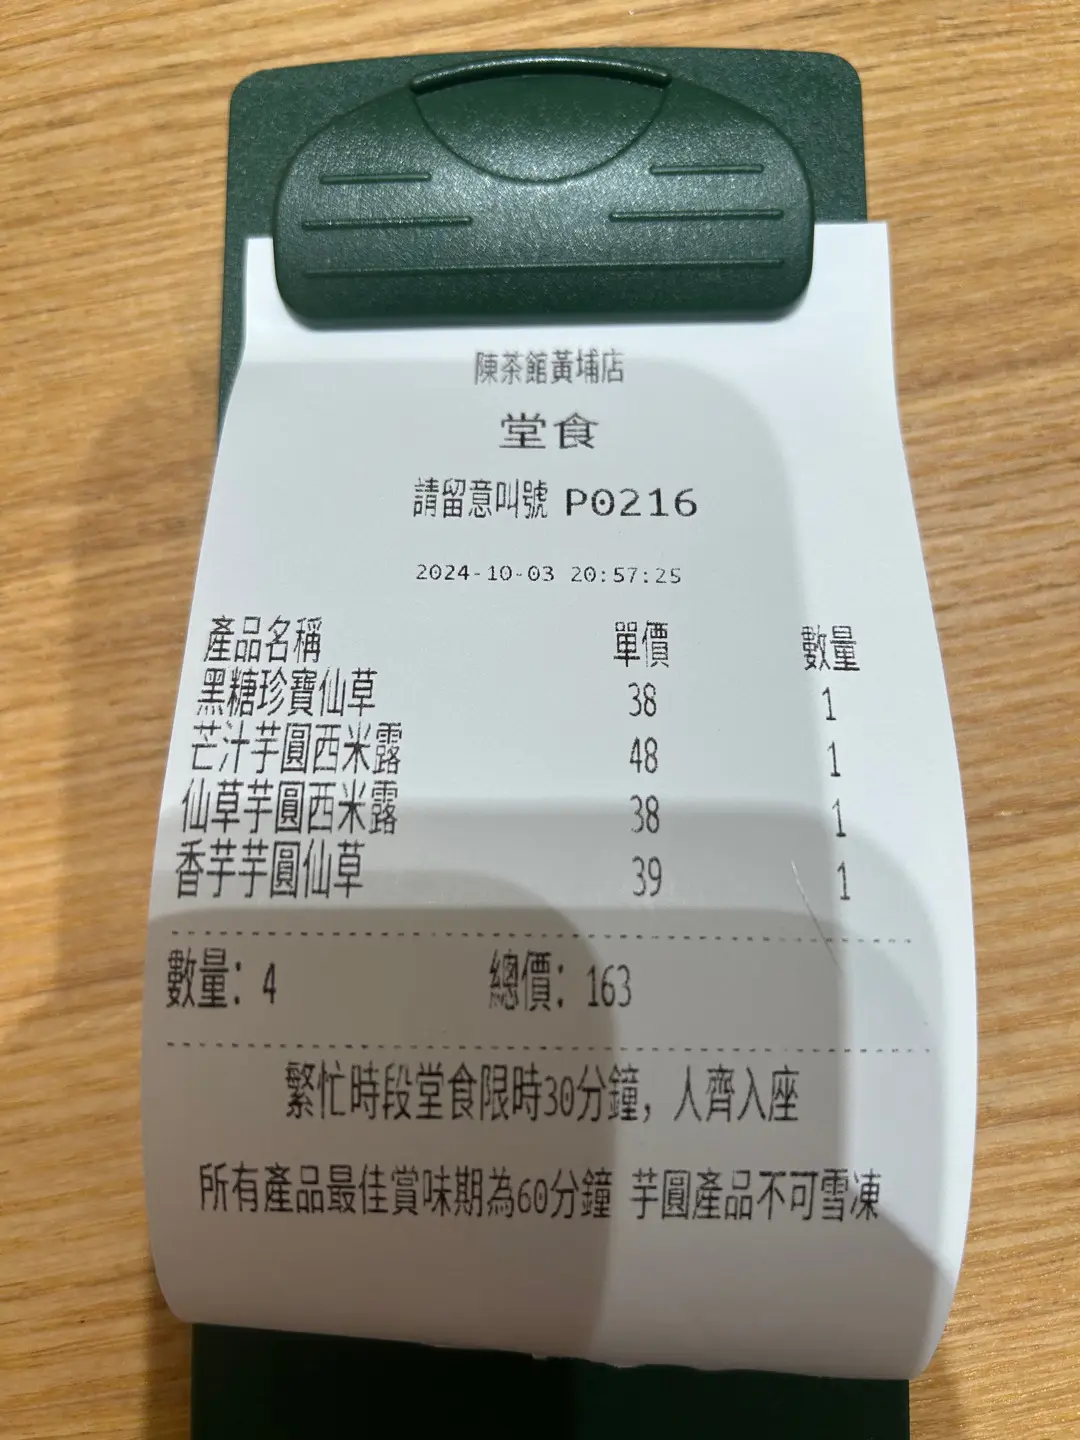 陳茶館黃埔店
堂食
請留意叫號 P0216
2024-10-03 20:57:25
產品名稱 單價 數量
黑糖珍寶仙草 38 1
芒汁芋圓西米露 48 1
仙草芋圓西米露 38 1
香芋芋圓仙草 39 1
數量: 4 總價: 163
繁忙時段堂食限時30分鐘, 人齊入座
所有產品最佳賞味期為60分鐘 芋圓產品不可雪凍